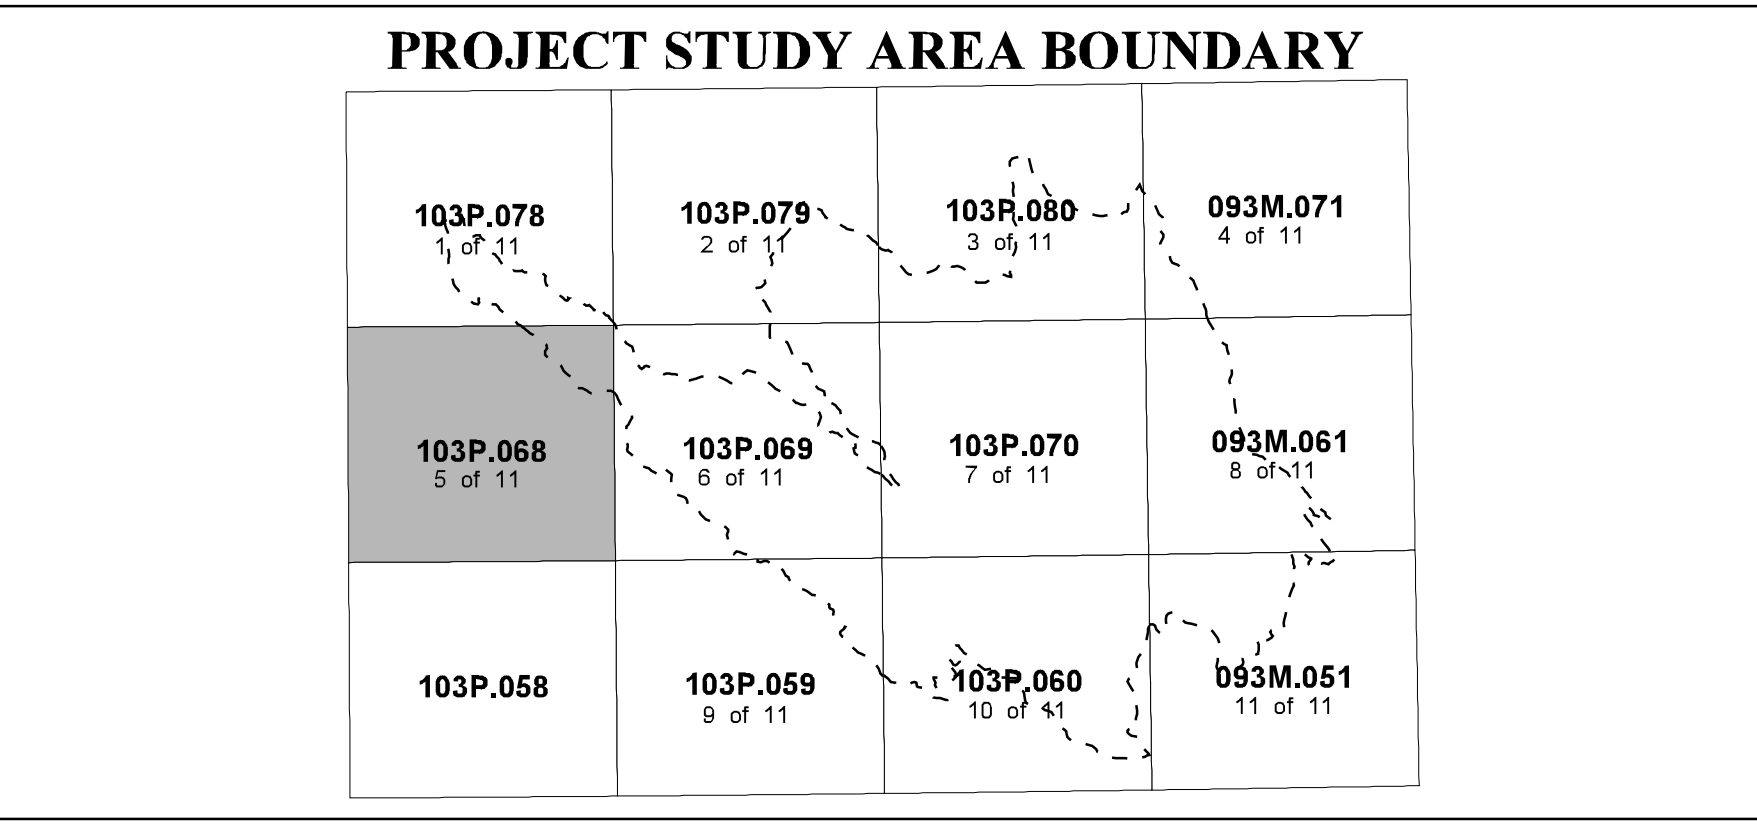 PROJECT STUDY AREA BOUNDARY
103P.078
1 of 11
103P.079
2 of 11
103P.080
3 of 11
093M.071
4 of 11
103P.068
5 of 11
103P.069
6 of 11
103P.070
7 of 11
093M.061
8 of 11
103P.058
103P.059
9 of 11
103P.060
10 of 11
093M.051
11 of 11